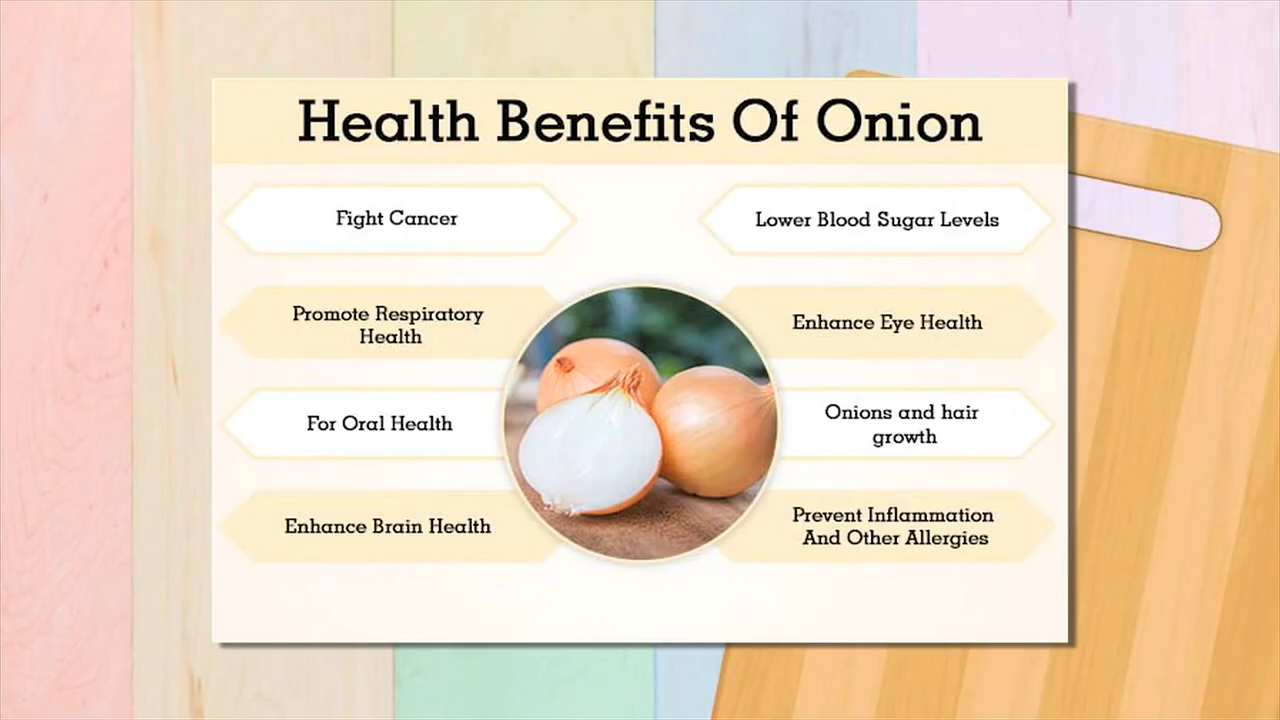 Health Benefits Of Onion
Fight Cancer
Lower Blood Sugar Levels
Promote Respiratory
Health
Enhance Eye Health
For Oral Health
Onions and hair
growth
Enhance Brain Health
Prevent Inflammation
And Other Allergies